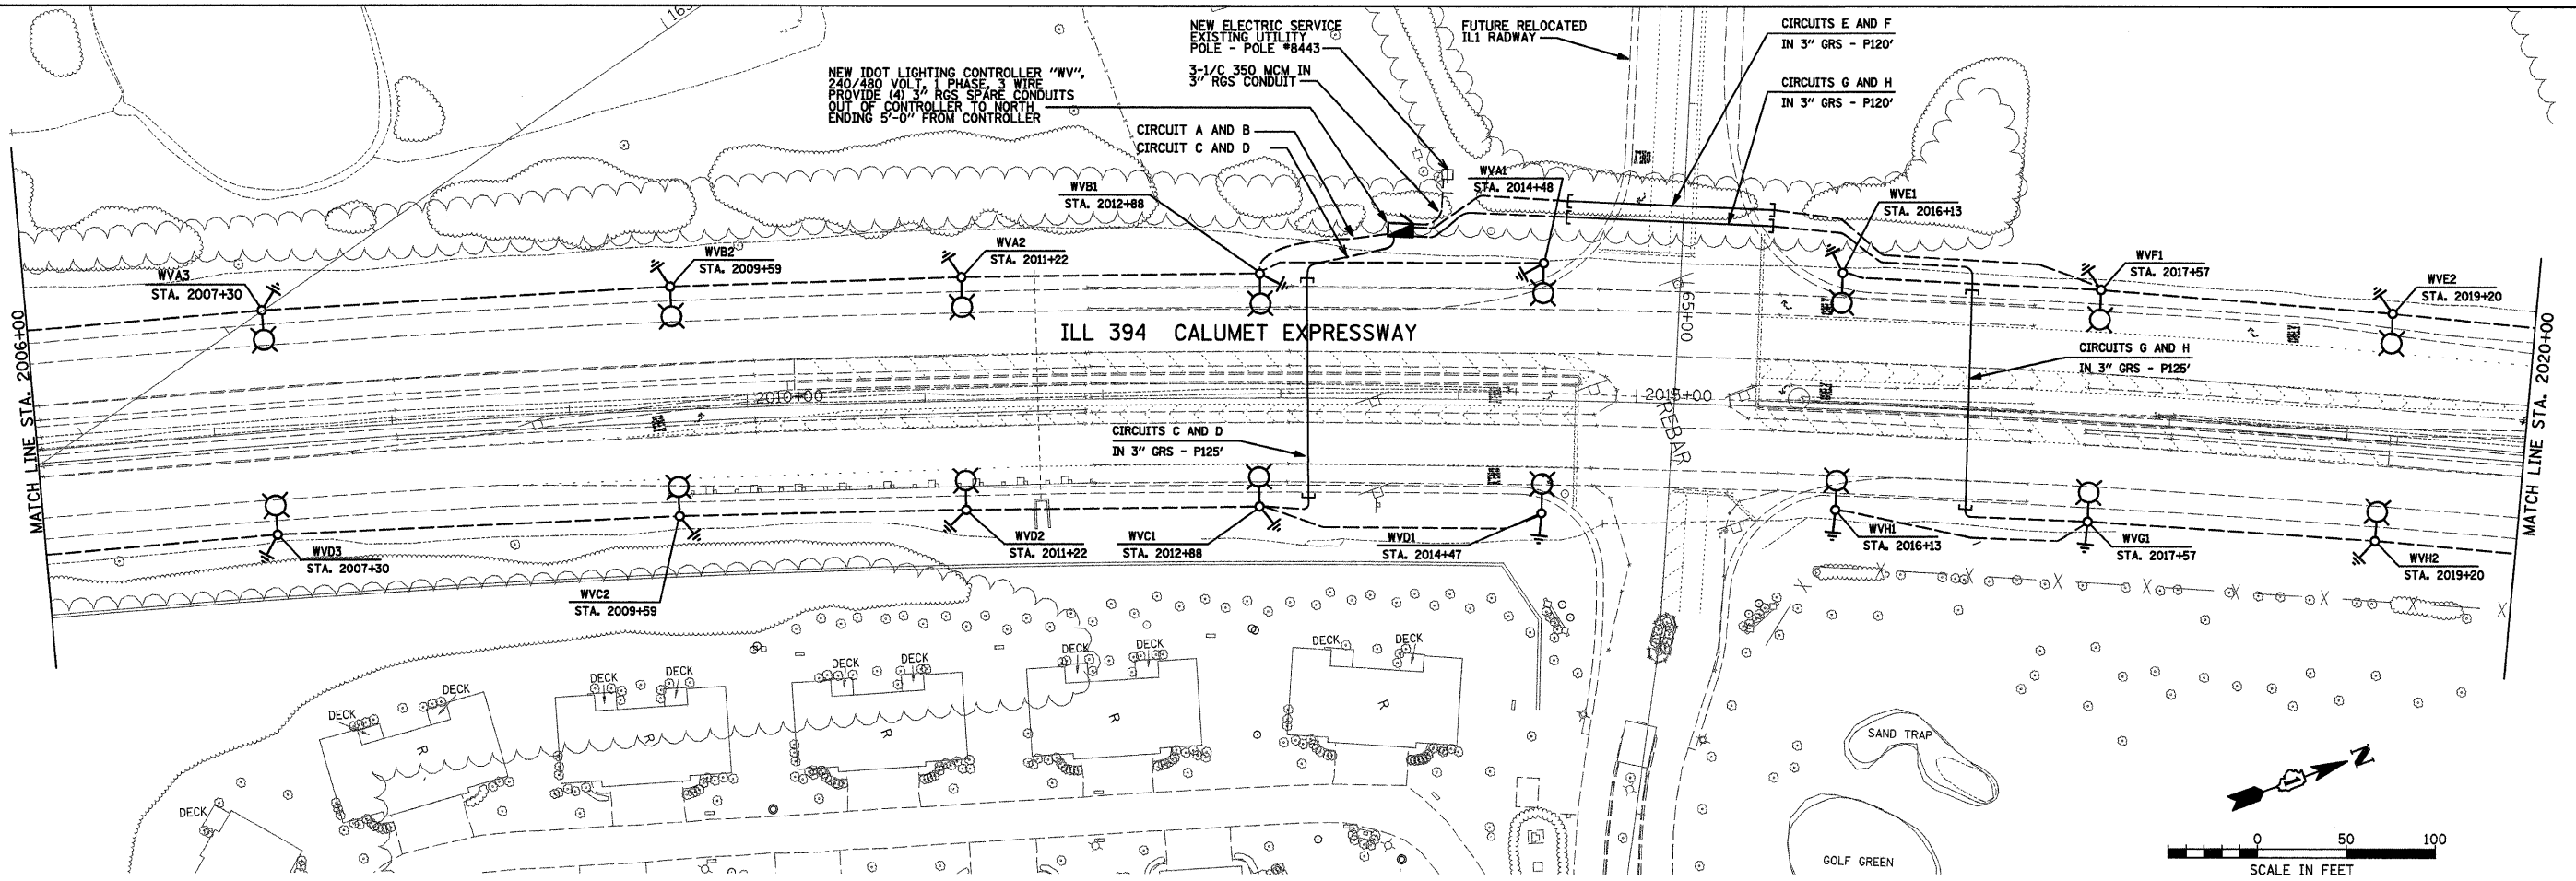 NEW ELECTRIC SERVICE
EXISTING UTILITY
POLE - POLE #8443
3-1/C 350 MCM IN
3" RGS CONDUIT
FUTURE RELOCATED
IL1 RADWAY
CIRCUITS E AND F
IN 3" GRS - P120'
CIRCUITS G AND H
IN 3" GRS - P120'
NEW IDOT LIGHTING CONTROLLER "WV",
240/480 VOLT, 1 PHASE, 3 WIRE
PROVIDE (4) 3" RGS SPARE CONDUITS
OUT OF CONTROLLER TO NORTH
ENDING 5'-0" FROM CONTROLLER
CIRCUIT A AND B
CIRCUIT C AND D
WVB1
STA. 2012+88
WVA1
STA. 2014+48
WVE1
STA. 2016+13
WVA3
STA. 2007+30
WVB2
STA. 2009+59
WVA2
STA. 2011+22
WVF1
STA. 2017+57
WVE2
STA. 2019+20
MATCH LINE STA. 2006+00
ILL 394 CALUMET EXPRESSWAY
65+00
CIRCUITS G AND H
IN 3" GRS - P125'
MATCH LINE STA. 2020+00
2010+00
2015+00
REBAR
CIRCUITS C AND D
IN 3" GRS - P125'
WVD3
STA. 2007+30
WVC2
STA. 2009+59
WVD2
STA. 2011+22
WVC1
STA. 2012+88
WVD1
STA. 2014+47
WVH1
STA. 2016+13
WVG1
STA. 2017+57
WVH2
STA. 2019+20
DECK
DECK
DECK
DECK
DECK
DECK
DECK
DECK
DECK
DECK
DECK
R
R
R
R
R
SAND TRAP
GOLF GREEN
N
0 50 100
SCALE IN FEET